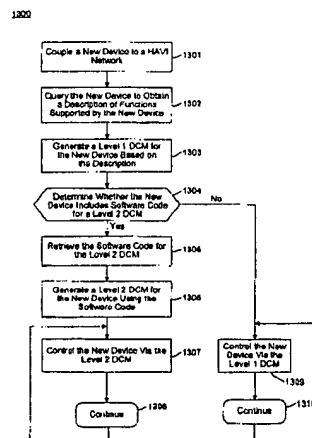 1300
Couple a New Device to a HAVI
Network
1301
Query the New Device to Obtain
a Description of Functions
Supported by the New Device
1302
Generate a Level 1 DCM for
the New Device Based on
the Description
1303
Determine Whether the New
Device Includes Software Code
for a Level 2 DCM
1304
No
Yes
Retrieve the Software Code for
the Level 2 DCM
1305
Generate a Level 2 DCM for
the New Device Using the
Software Code
1306
Control the New Device Via the
Level 2 DCM
1307
Control the New
Device Via the
Level 1 DCM
1309
Continue
1308
Continue
1310